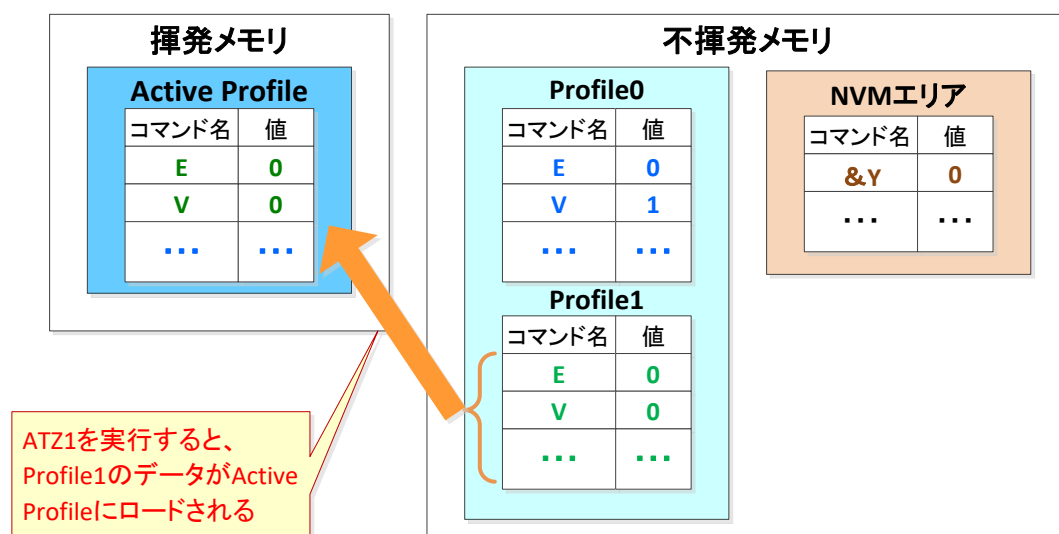 揮発メモリ
Active Profile
コマンド名 値
E 0
V 0
... ...
不揮発メモリ
Profile0
コマンド名 値
E 0
V 1
... ...
Profile1
コマンド名 値
E 0
V 0
... ...
NVMエリア
コマンド名 値
&Y 0
... ...
ATZ1を実行すると、
Profile1のデータがActive
Profileにロードされる